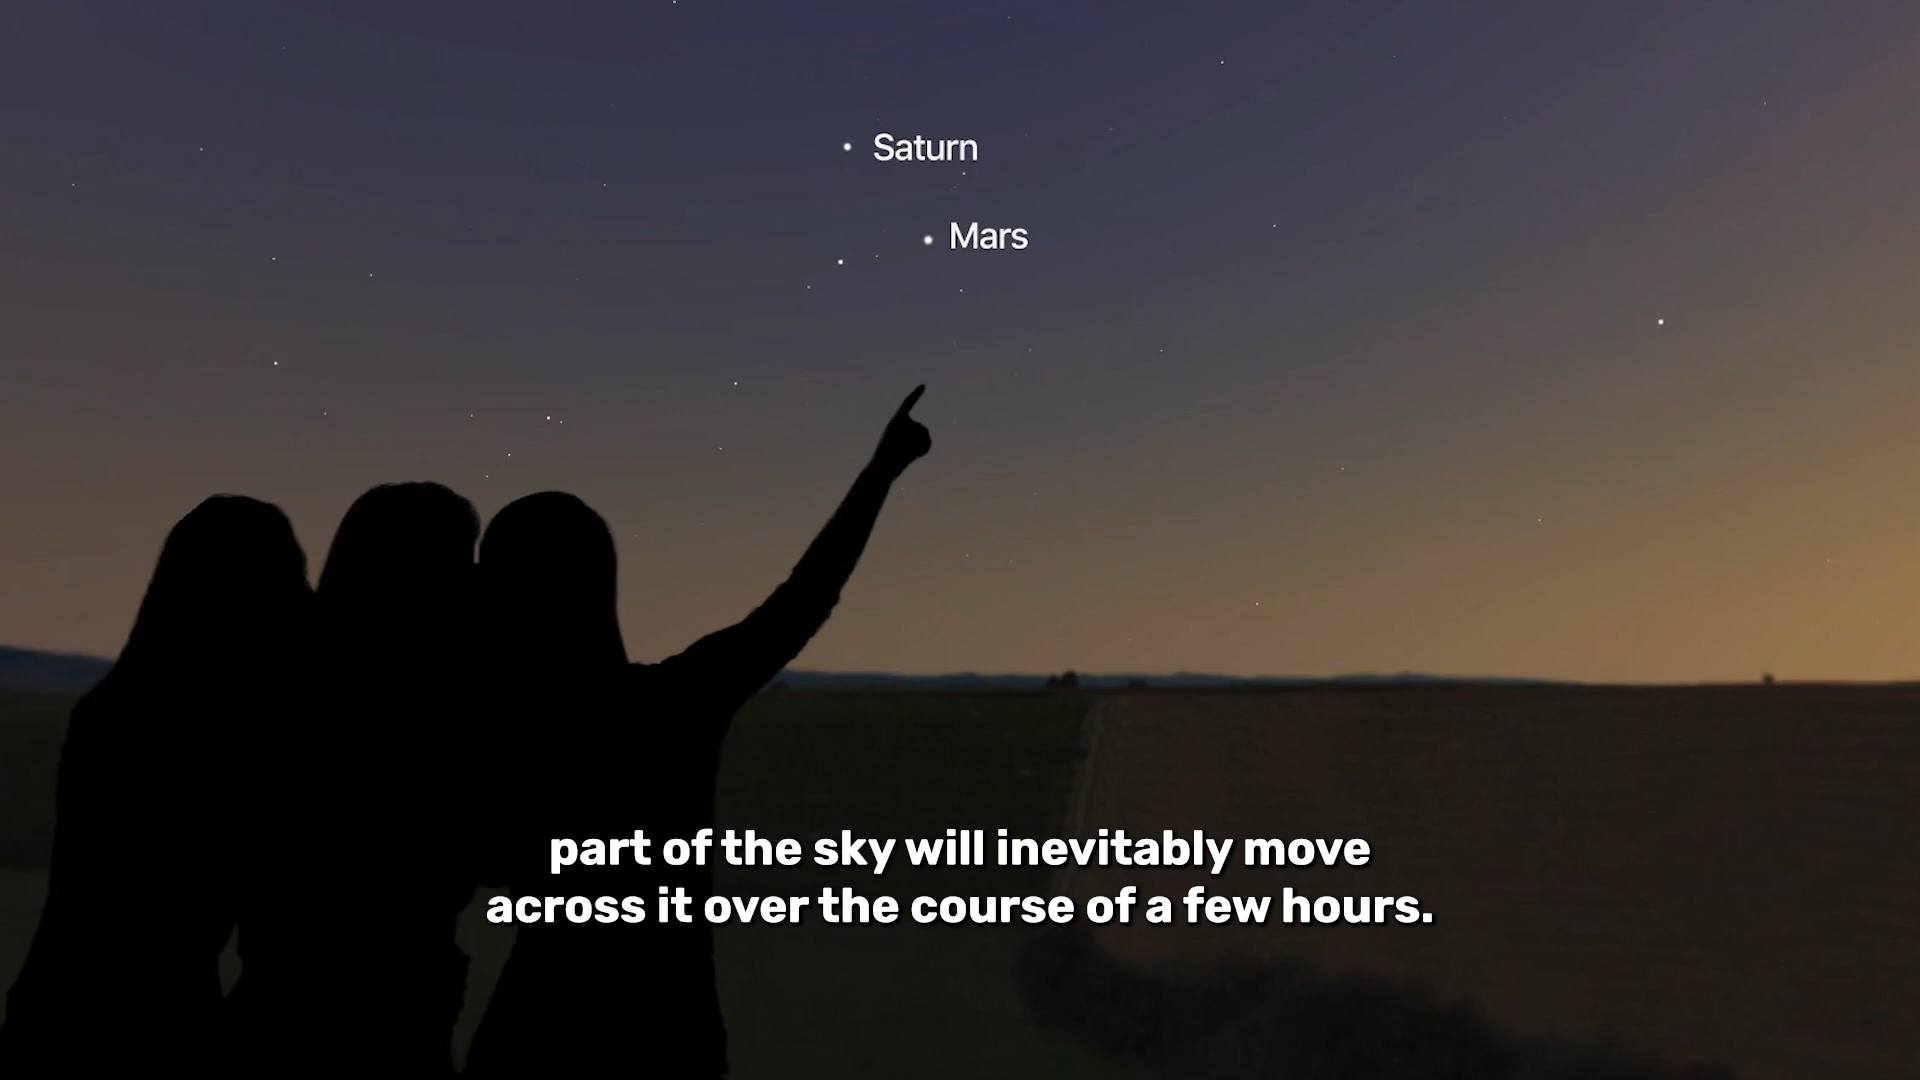 Saturn
Mars
part of the sky will inevitably move
across it over the course of a few hours.